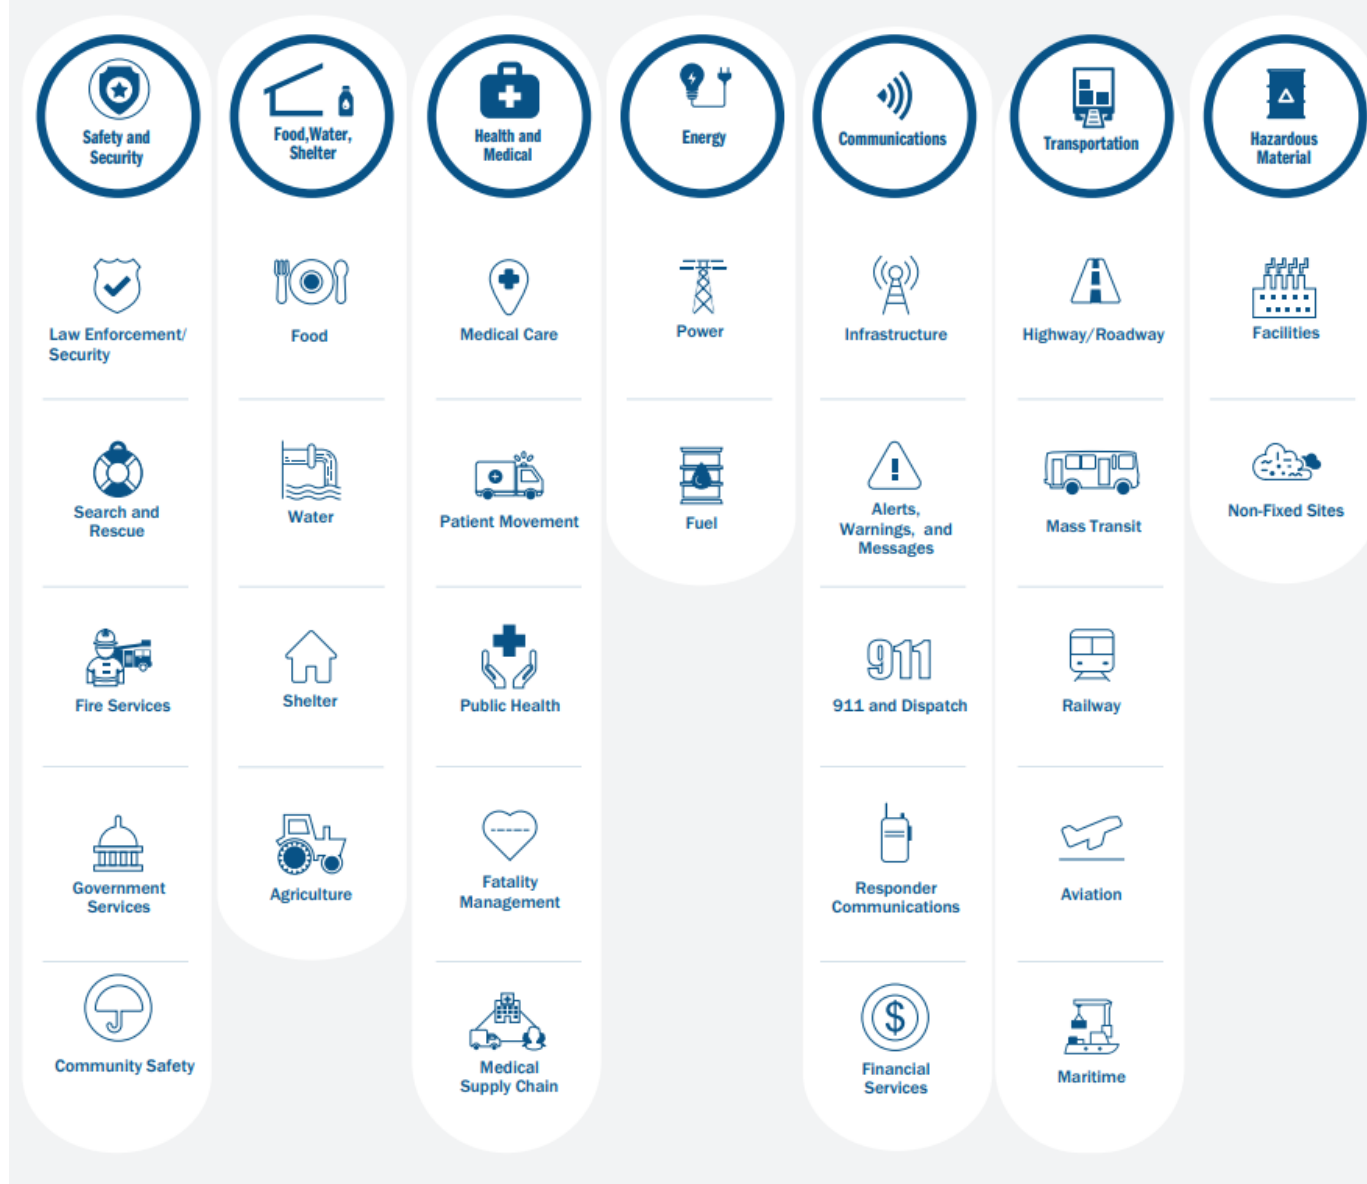 Safety and
Security
Food,Water,
Shelter
Health and
Medical
Energy
Communications
Transportation
Hazardous
Material
Law Enforcement/
Security
Food
Medical Care
Power
Infrastructure
Highway/Roadway
Facilities
Search and
Rescue
Water
Patient Movement
Fuel
Alerts,
Warnings, and
Messages
Mass Transit
Non-Fixed Sites
Fire Services
Shelter
Public Health
911
911 and Dispatch
Railway
Government
Services
Agriculture
Fatality
Management
Responder
Communications
Aviation
Community Safety
Medical
Supply Chain
$
Financial
Services
Maritime